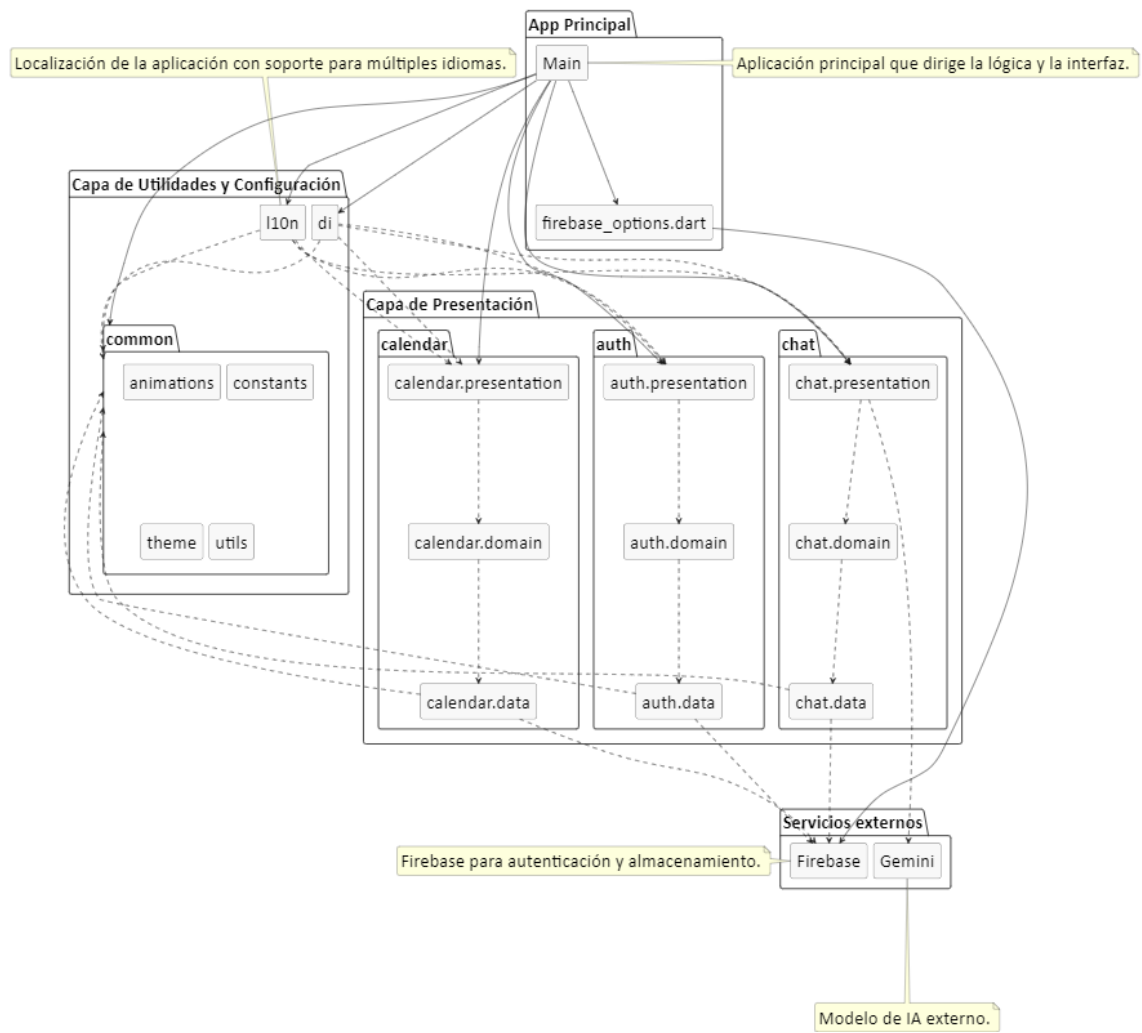 App Principal
Localización de la aplicación con soporte para múltiples idiomas.
Main
Aplicación principal que dirige la lógica y la interfaz.
Capa de Utilidades y Configuración
l10n
di
firebase_options.dart
Capa de Presentación
common
calendar
auth
chat
animations
constants
calendar.presentation
auth.presentation
chat.presentation
theme
utils
calendar.domain
auth.domain
chat.domain
calendar.data
auth.data
chat.data
Servicios externos
Firebase para autenticación y almacenamiento.
Firebase
Gemini
Modelo de IA externo.